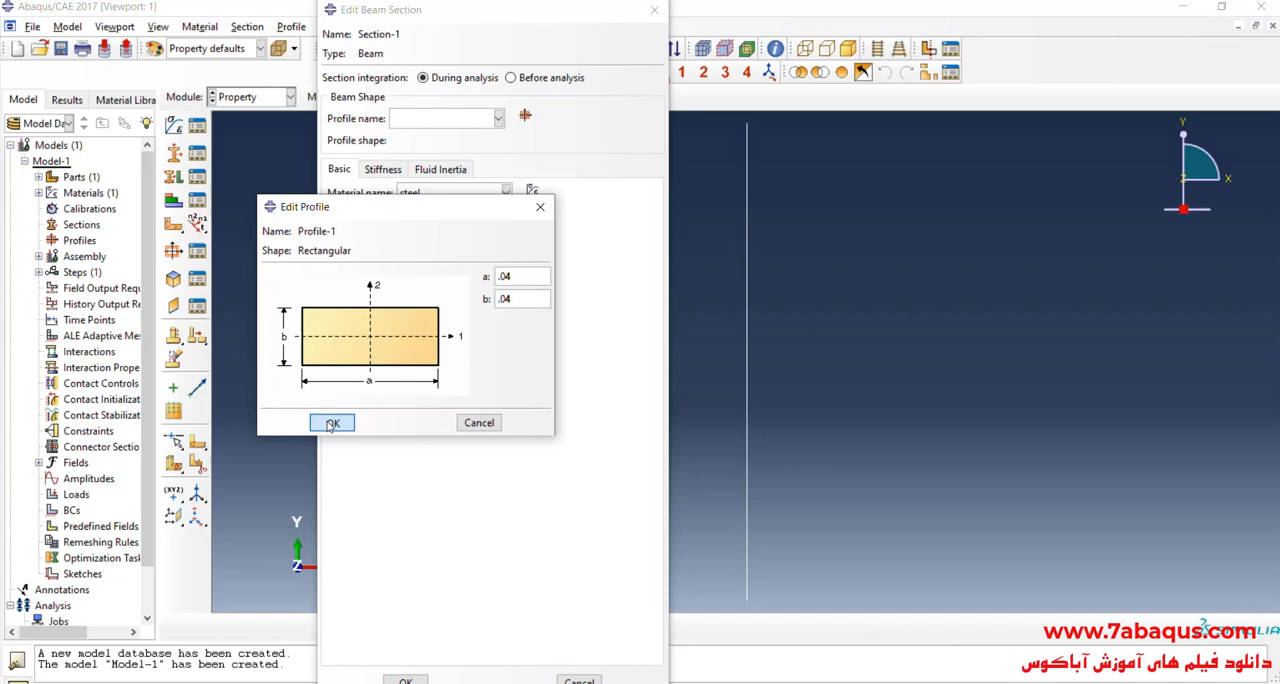 Abaqus/CAE 2017 [Viewport: 1]
File Model Viewport View Material Section Profile
Property defaults
1 2 3 4
Model Results Material Libra
Module: Property M
Model Da
Models (1)
Model-1
Parts (1)
Materials (1)
Calibrations
Sections
Profiles
Assembly
Steps (1)
Field Output Requ
History Output R
Time Points
ALE Adaptive Mes
Interactions
Interaction Prope
Contact Controls
Contact Initializat
Contact Stabilizat
Constraints
Connector Sectio
Fields
Amplitudes
Loads
BCs
Predefined Fields
Remeshing Rules
Optimization Task
Sketches
Annotations
Analysis
Jobs
(XYZ)
Edit Beam Section
Name: Section-1
Type: Beam
Section integration: During analysis Before analysis
Beam Shape
Profile name:
Profile shape:
Basic Stiffness Fluid Inertia
Material name: steel
Edit Profile
Name: Profile-1
Shape: Rectangular
a: .04
b: .04
2
1
b
a
OK Cancel
OK Cancel
Y
Z
Y
X
A new model database has been created.
The model "Model-1" has been created.
www.7abaqus.com
دانلود فیلم های آموزش آباکوس